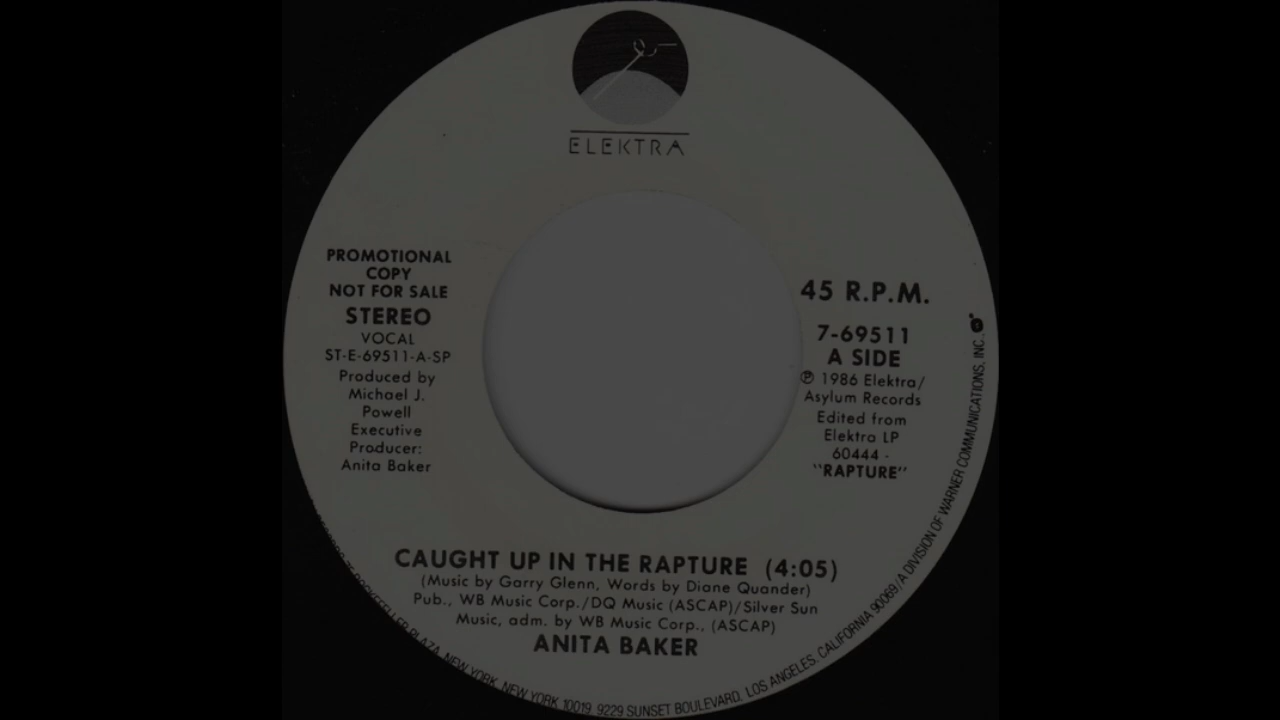 ELEKTRA
PROMOTIONAL
COPY
NOT FOR SALE
STEREO
VOCAL
ST-E-69511-A-SP
Produced by
Michael J.
Powell
Executive
Producer:
Anita Baker
45 R.P.M.
7-69511
A SIDE
℗ 1986 Elektra/
Asylum Records
Edited from
Elektra LP
60444 -
"RAPTURE"
CAUGHT UP IN THE RAPTURE (4:05)
(Music by Garry Glenn, Words by Diane Quander)
Pub., WB Music Corp./DQ Music (ASCAP)/Silver Sun
Music, adm. by WB Music Corp., (ASCAP)
ANITA BAKER
PLAZA, NEW YORK, NEW YORK 10019 9229 SUNSET BOULEVARD, LOS ANGELES, CALIFORNIA 90069/A DIVISION OF WARNER COMMUNICATIONS, INC.